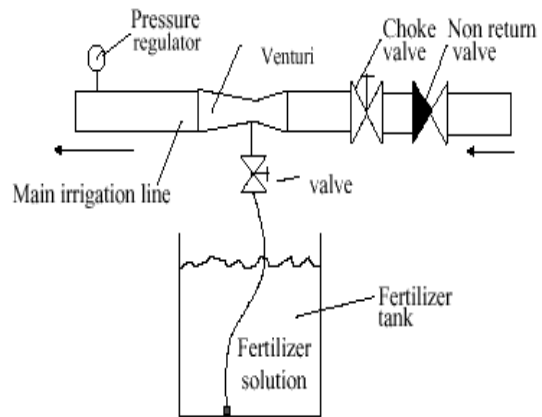 Pressure
regulator
Venturi
Choke
valve
Non return
valve
Main irrigation line
valve
Fertilizer
tank
Fertilizer
solution